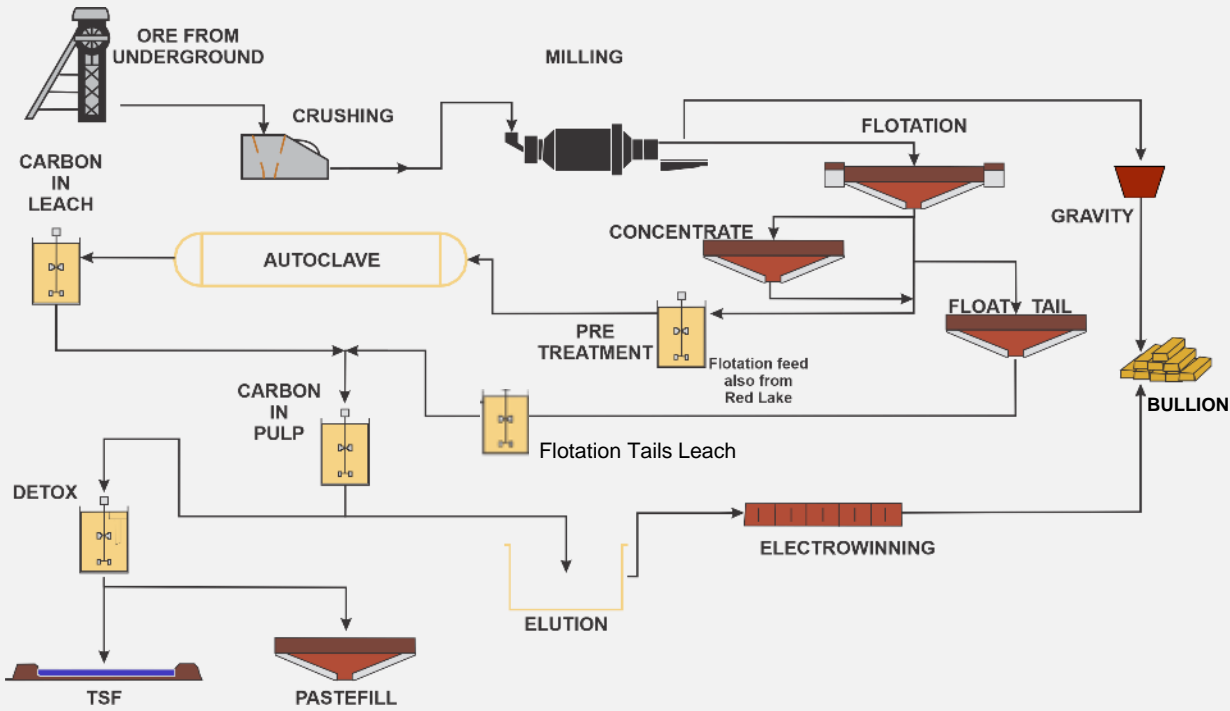 ORE FROM
UNDERGROUND
MILLING
CRUSHING
FLOTATION
CARBON
IN
LEACH
GRAVITY
CONCENTRATE
AUTOCLAVE
FLOAT TAIL
PRE
TREATMENT
Flotation feed
also from
Red Lake
CARBON
IN
PULP
BULLION
Flotation Tails Leach
DETOX
ELECTROWINNING
ELUTION
TSF
PASTEFILL